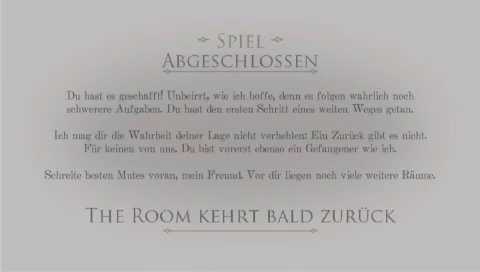 Spiel
Abgeschlossen
Du hast es geschafft! Unbeirrt, wie ich hoffe, denn es folgen wahrlich noch
schwerere Aufgaben. Du hast den ersten Schritt eines weiten Weges getan.
Ich mag dir die Wahrheit deiner Lage nicht verhehlen: Ein Zurück gibt es nicht.
Für keinen von uns. Du bist vorerst ebenso ein Gefangener wie ich.
Schreite besten Mutes voran, mein Freund. Vor dir liegen noch viele weitere Räume.
The Room kehrt bald zurück